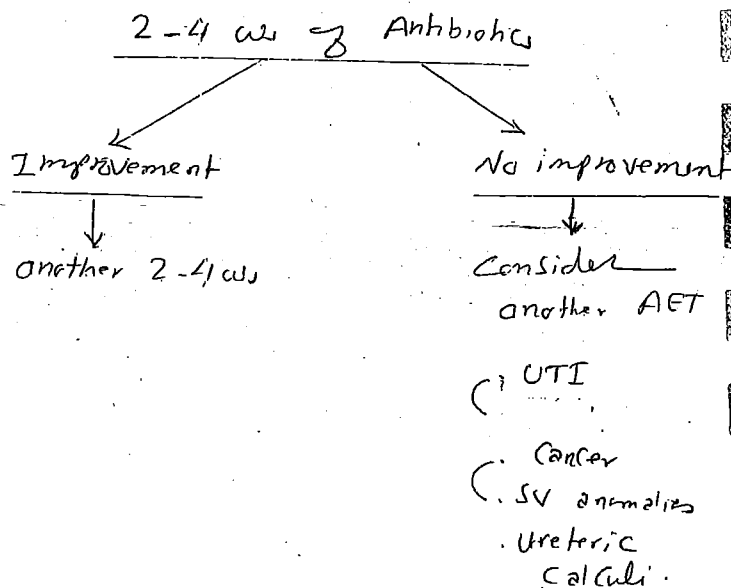 2-4 ws of Antibiotics
Improvement
No improvement
another 2-4 ws
Consider
another AET
UTI
. Cancer
. SV anomalies
. Ureteric
Calculi.